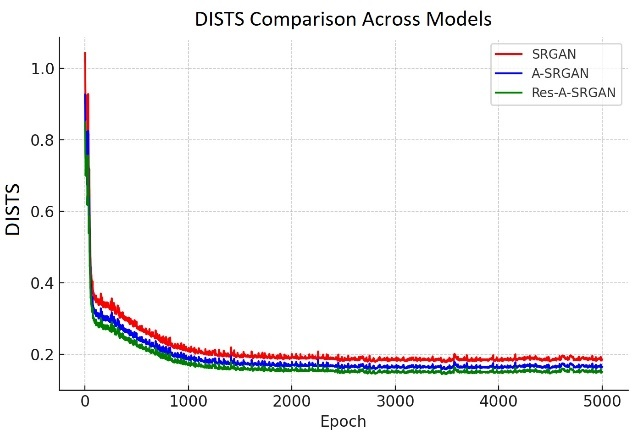 DISTS Comparison Across Models
SRGAN
A-SRGAN
Res-A-SRGAN
DISTS
1.0
0.8
0.6
0.4
0.2
0 1000 2000 3000 4000 5000
Epoch